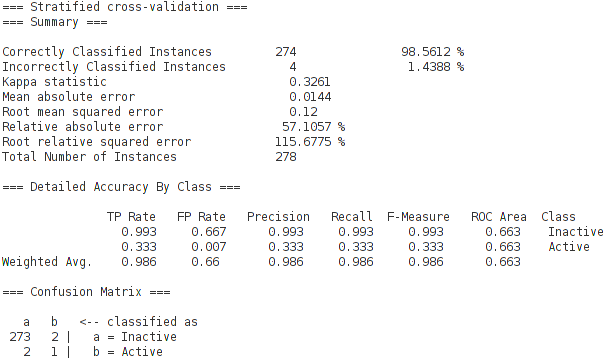 === Stratified cross-validation ===
=== Summary ===
Correctly Classified Instances 274 98.5612 %
Incorrectly Classified Instances 4 1.4388 %
Kappa statistic 0.3261
Mean absolute error 0.0144
Root mean squared error 0.12
Relative absolute error 57.1057 %
Root relative squared error 115.6775 %
Total Number of Instances 278
=== Detailed Accuracy By Class ===
TP Rate FP Rate Precision Recall F-Measure ROC Area Class
0.993 0.667 0.993 0.993 0.993 0.663 Inactive
0.333 0.007 0.333 0.333 0.333 0.663 Active
Weighted Avg. 0.986 0.66 0.986 0.986 0.986 0.663
=== Confusion Matrix ===
a b <-- classified as
273 2 | a = Inactive
2 1 | b = Active